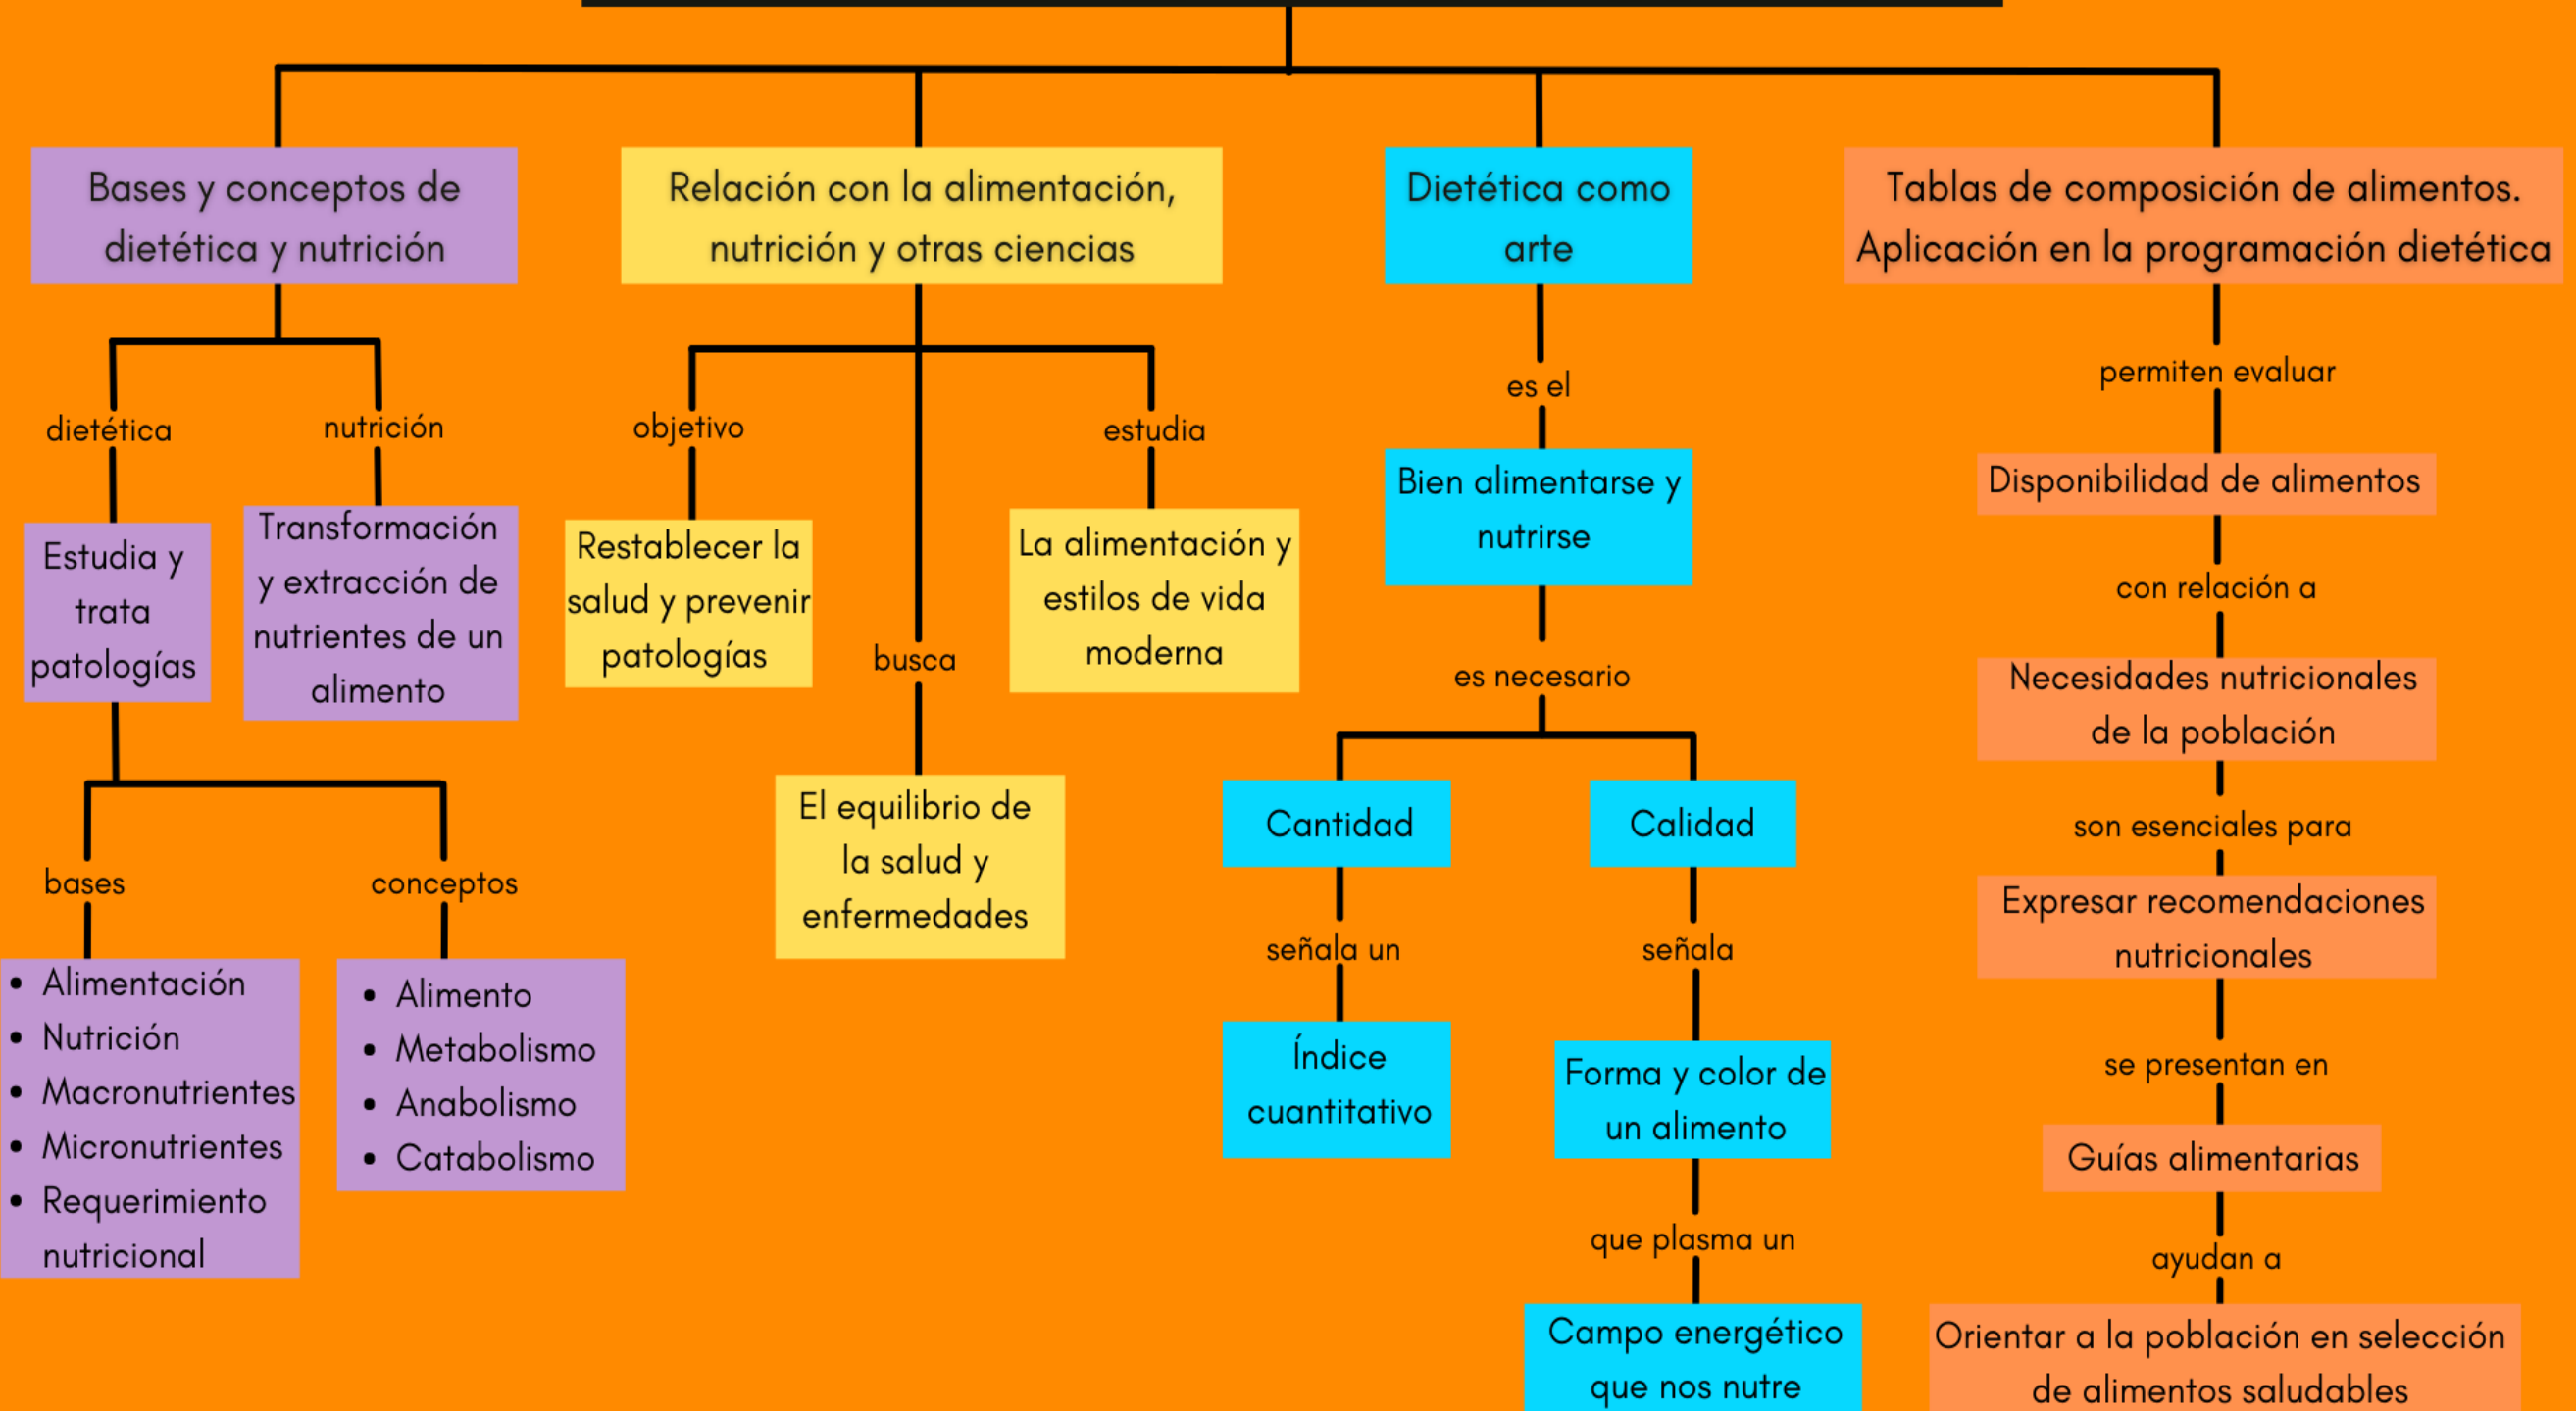 Bases y conceptos de
dietética y nutrición
dietética
nutrición
Estudia y
trata
patologías
Transformación
y extracción de
nutrientes de un
alimento
bases
conceptos
• Alimentación
• Nutrición
• Macronutrientes
• Micronutrientes
• Requerimiento
nutricional
• Alimento
• Metabolismo
• Anabolismo
• Catabolismo
Relación con la alimentación,
nutrición y otras ciencias
objetivo
busca
estudia
Restablecer la
salud y prevenir
patologías
El equilibrio de
la salud y
enfermedades
La alimentación y
estilos de vida
moderna
Dietética como
arte
es el
Bien alimentarse y
nutrirse
es necesario
Cantidad
señala un
Índice
cuantitativo
Calidad
señala
Forma y color de
un alimento
que plasma un
Campo energético
que nos nutre
Tablas de composición de alimentos.
Aplicación en la programación dietética
permiten evaluar
Disponibilidad de alimentos
con relación a
Necesidades nutricionales
de la población
son esenciales para
Expresar recomendaciones
nutricionales
se presentan en
Guías alimentarias
ayudan a
Orientar a la población en selección
de alimentos saludables